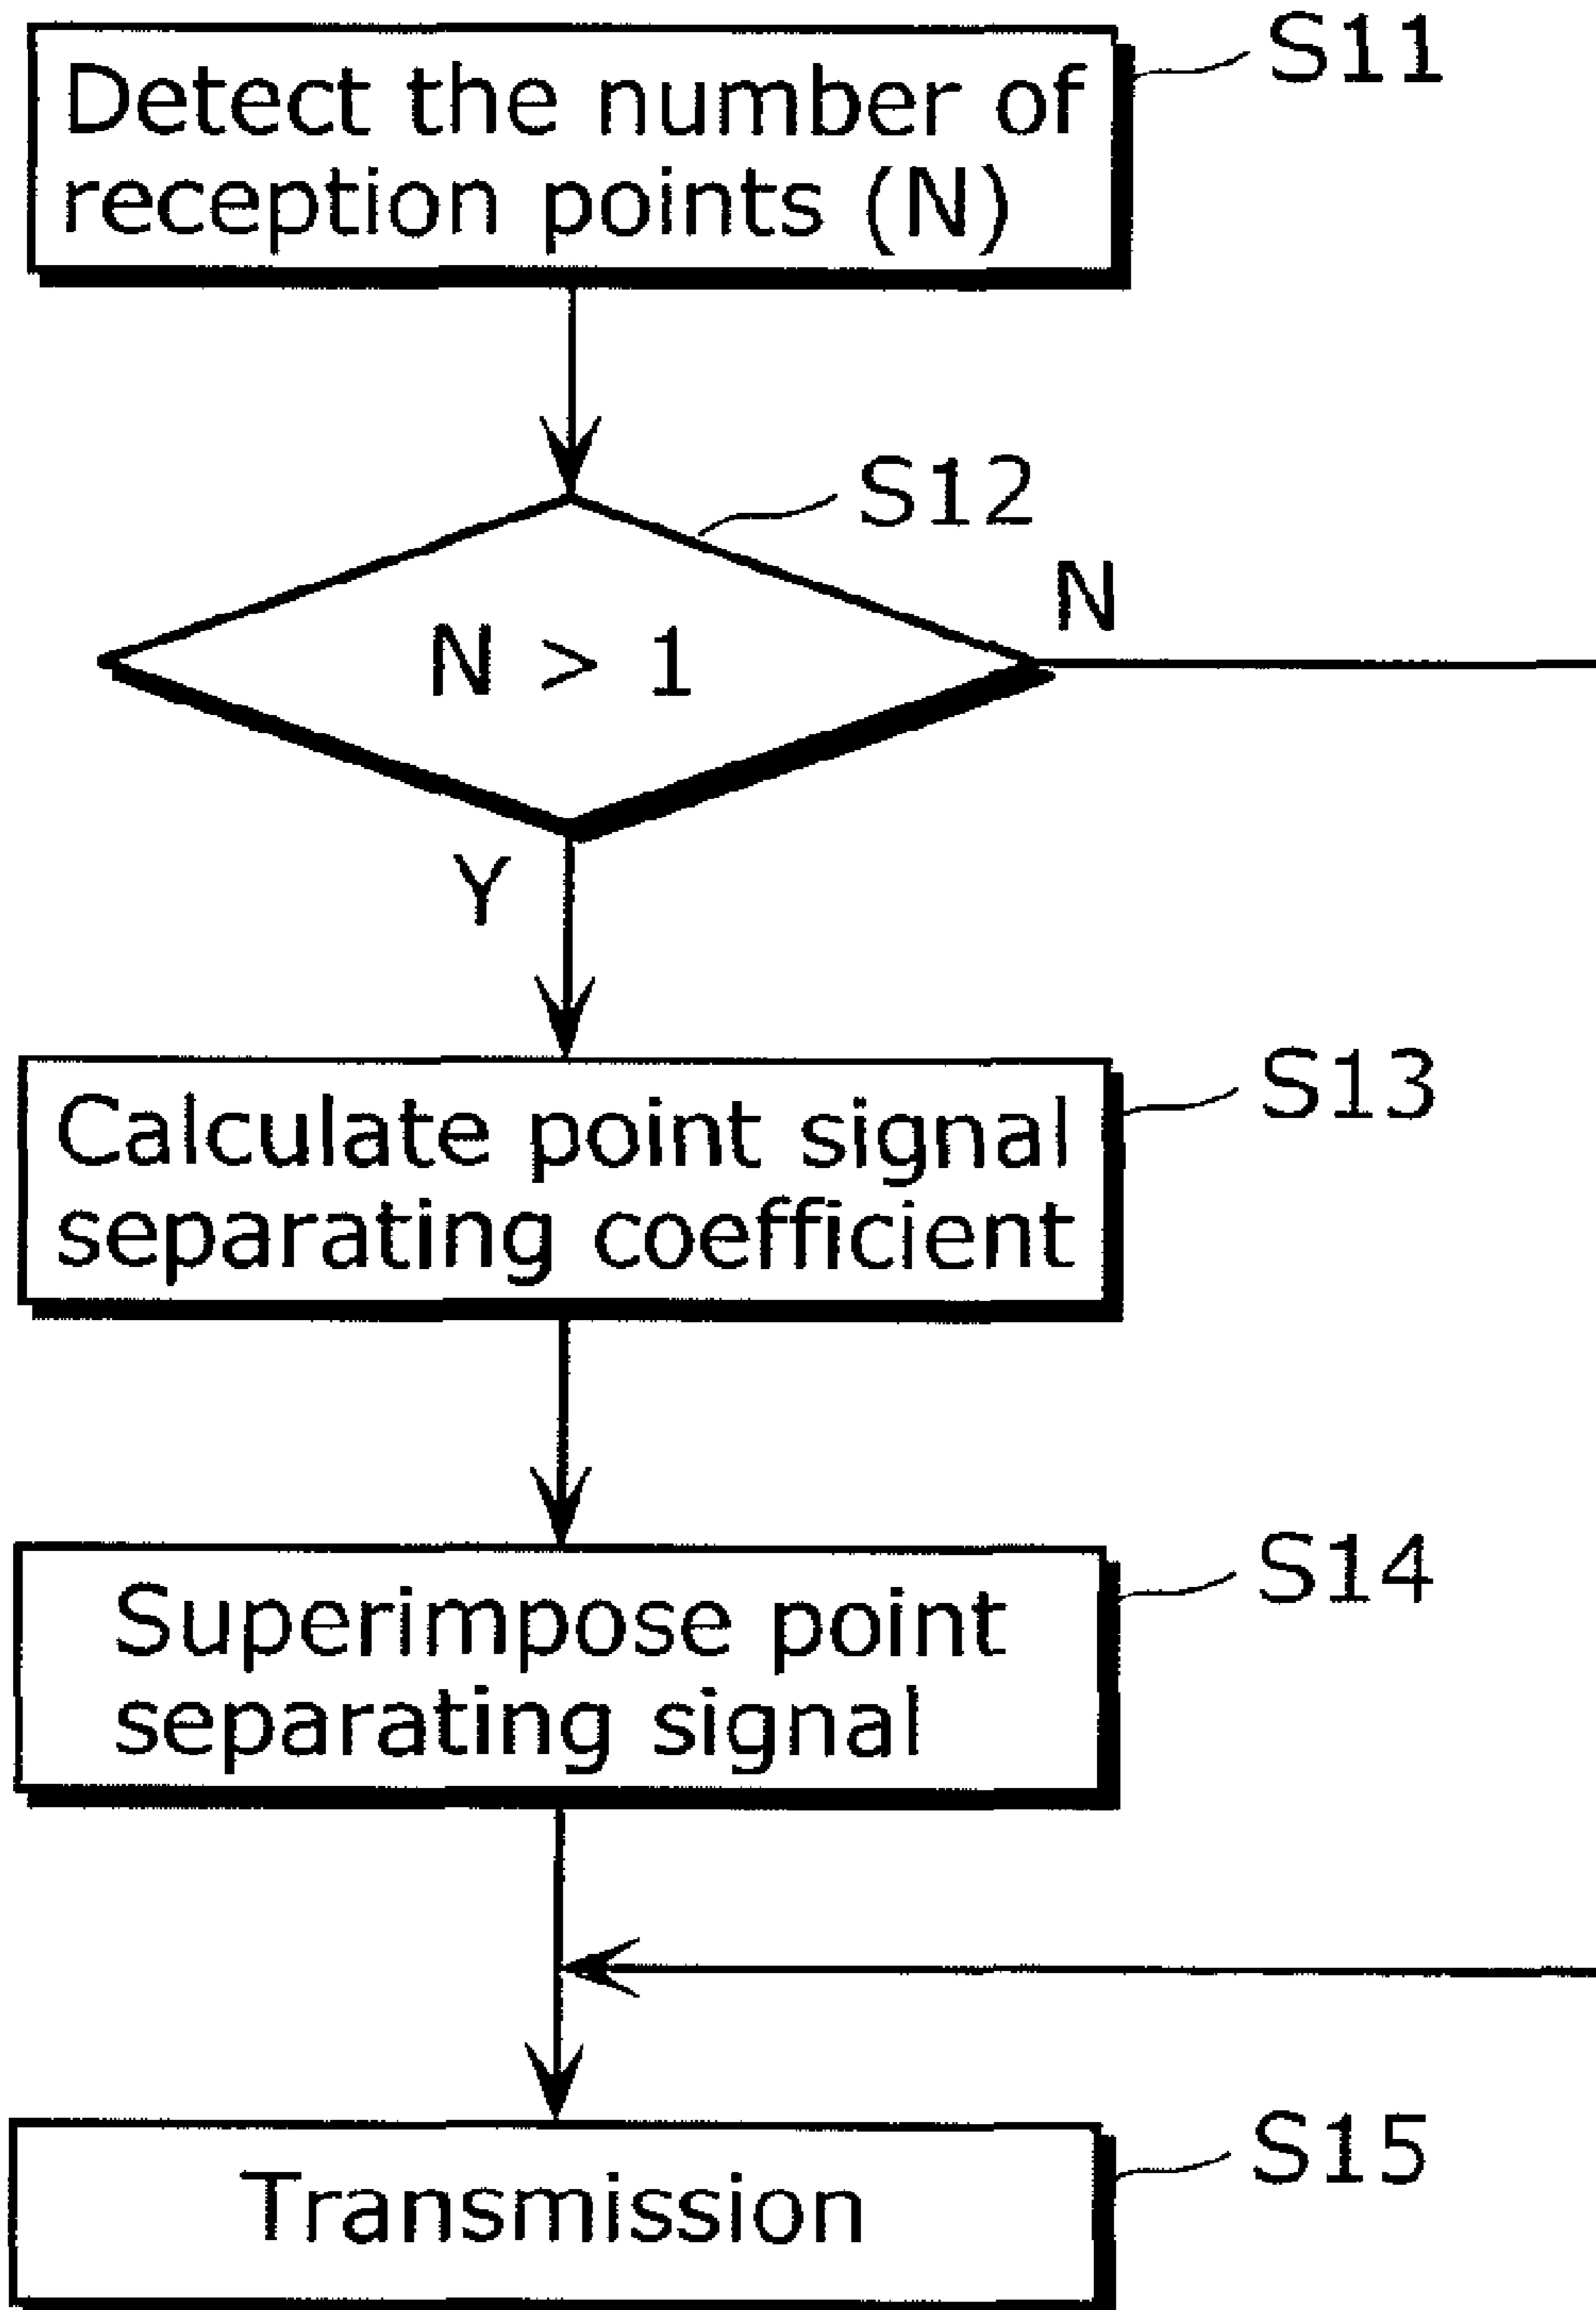 S11
Detect the number of
reception points (N)
S12
N
N > 1
Y
S13
Calculate point signal
separating coefficient
S14
Superimpose point
separating signal
S15
Transmission